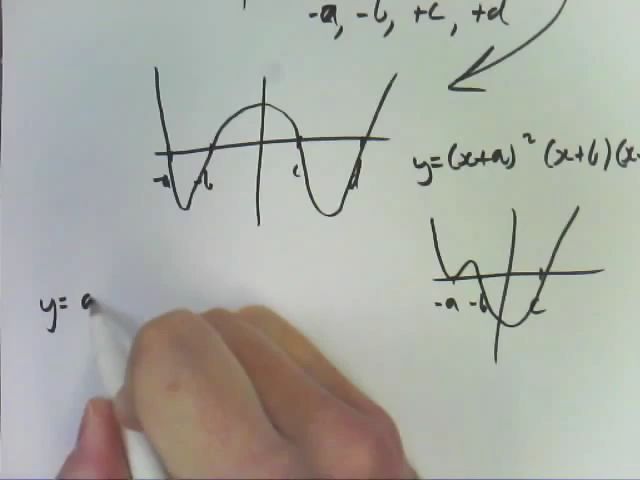 -a, -b, +c, +d
-a -b c d
y=(x+a)² (x+b)(x-
-a -b c
y= a